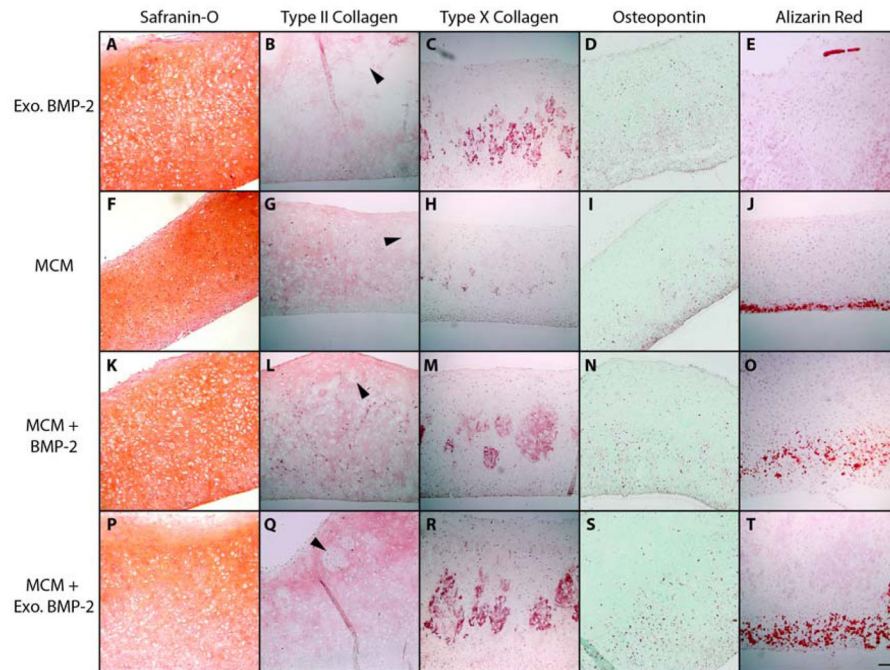 Safranin-O Type II Collagen Type X Collagen Osteopontin Alizarin Red
Exo. BMP-2 A B C D E
MCM F G H I J
MCM +
BMP-2 K L M N O
MCM +
Exo. BMP-2 P Q R S T